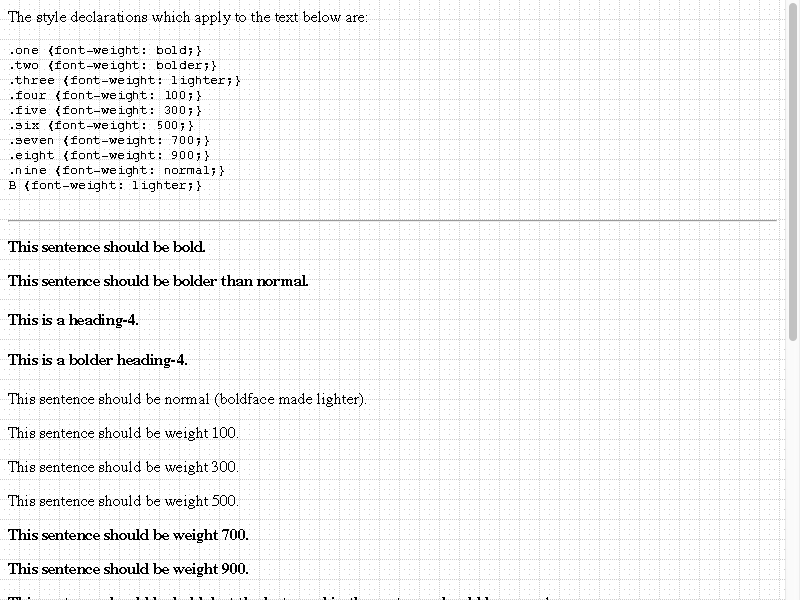 The style declarations which apply to the text below are:
.one {font-weight: bold;}
.two {font-weight: bolder;}
.three {font-weight: lighter;}
.four {font-weight: 100;}
.five {font-weight: 300;}
.six {font-weight: 500;}
.seven {font-weight: 700;}
.eight {font-weight: 900;}
.nine {font-weight: normal;}
B {font-weight: lighter;}
This sentence should be bold.
This sentence should be bolder than normal.
This is a heading-4.
This is a bolder heading-4.
This sentence should be normal (boldface made lighter).
This sentence should be weight 100.
This sentence should be weight 300.
This sentence should be weight 500.
This sentence should be weight 700.
This sentence should be weight 900.